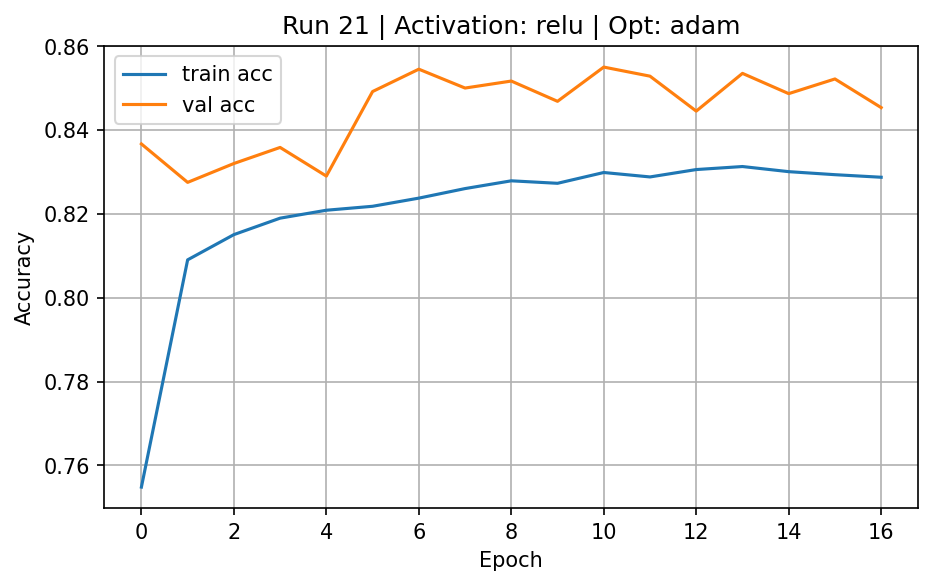 Run 21 | Activation: relu | Opt: adam
train acc
val acc
Accuracy
0.86
0.84
0.82
0.80
0.78
0.76
0 2 4 6 8 10 12 14 16
Epoch